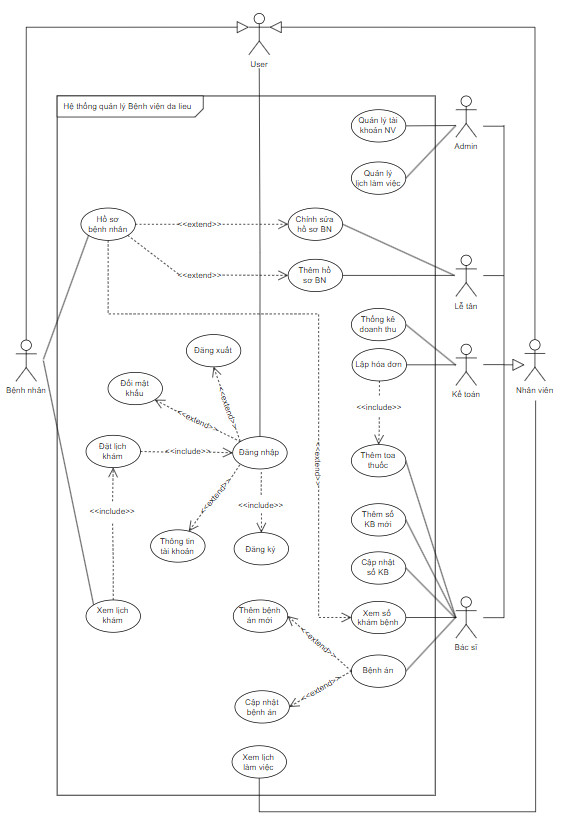 User
Hệ thống quản lý Bệnh viện da lieu
Quản lý tài
khoản NV
Admin
Quản lý
lịch làm việc
Hồ sơ
bệnh nhân
<<extend>>
Chỉnh sửa
hồ sơ BN
<<extend>>
Thêm hồ
sơ BN
Lễ tân
Thống kê
doanh thu
Đăng xuất
Lập hóa đơn
Bệnh nhân
Kế toán
Nhân viên
Đổi mật
khẩu
<<extend>>
<<extend>>
<<include>>
Đặt lịch
khám
<<include>>
Đăng nhập
<<extend>>
Thêm toa
thuốc
<<extend>>
<<include>>
<<include>>
Thêm sổ
KB mới
Thông tin
tài khoản
Đăng ký
Cập nhật
sổ KB
Xem lịch
khám
Thêm bệnh
án mới
Xem sổ
khám bệnh
Bác sĩ
<<extend>>
Bệnh án
<<extend>>
Cập nhật
bệnh án
Xem lịch
làm việc